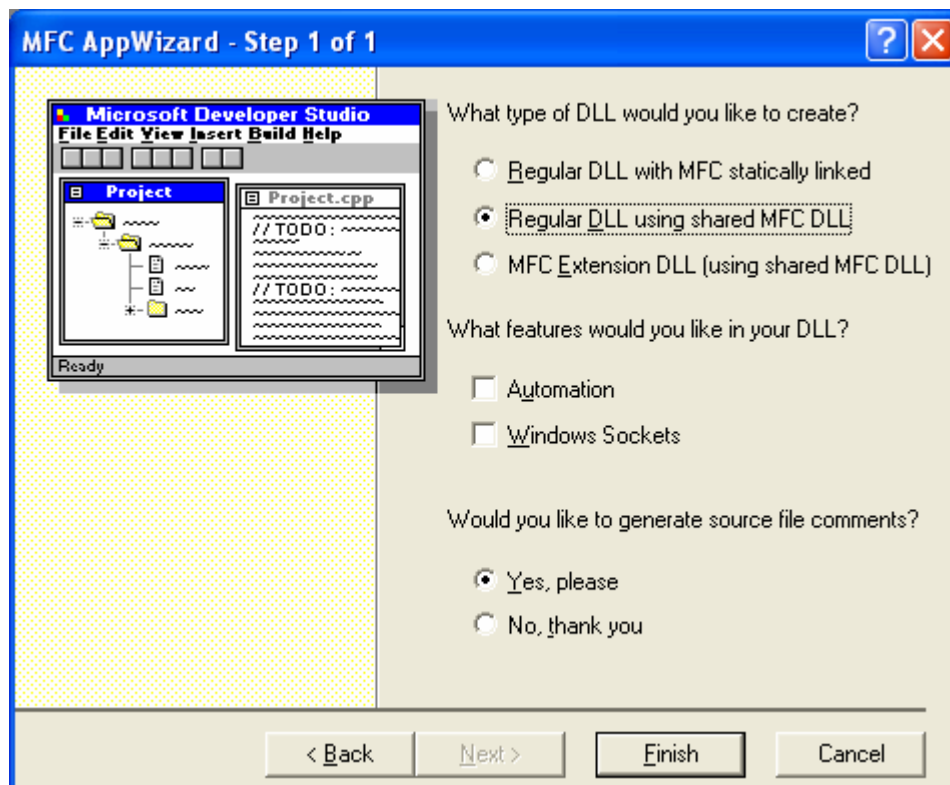 MFC AppWizard - Step 1 of 1
Microsoft Developer Studio
File Edit View Insert Build Help
Project
Project.cpp
//TODO:
//TODO:
Ready
What type of DLL would you like to create?
Regular DLL with MFC statically linked
Regular DLL using shared MFC DLL
MFC Extension DLL (using shared MFC DLL)
What features would you like in your DLL?
Automation
Windows Sockets
Would you like to generate source file comments?
Yes, please
No, thank you
< Back
Next >
Finish
Cancel